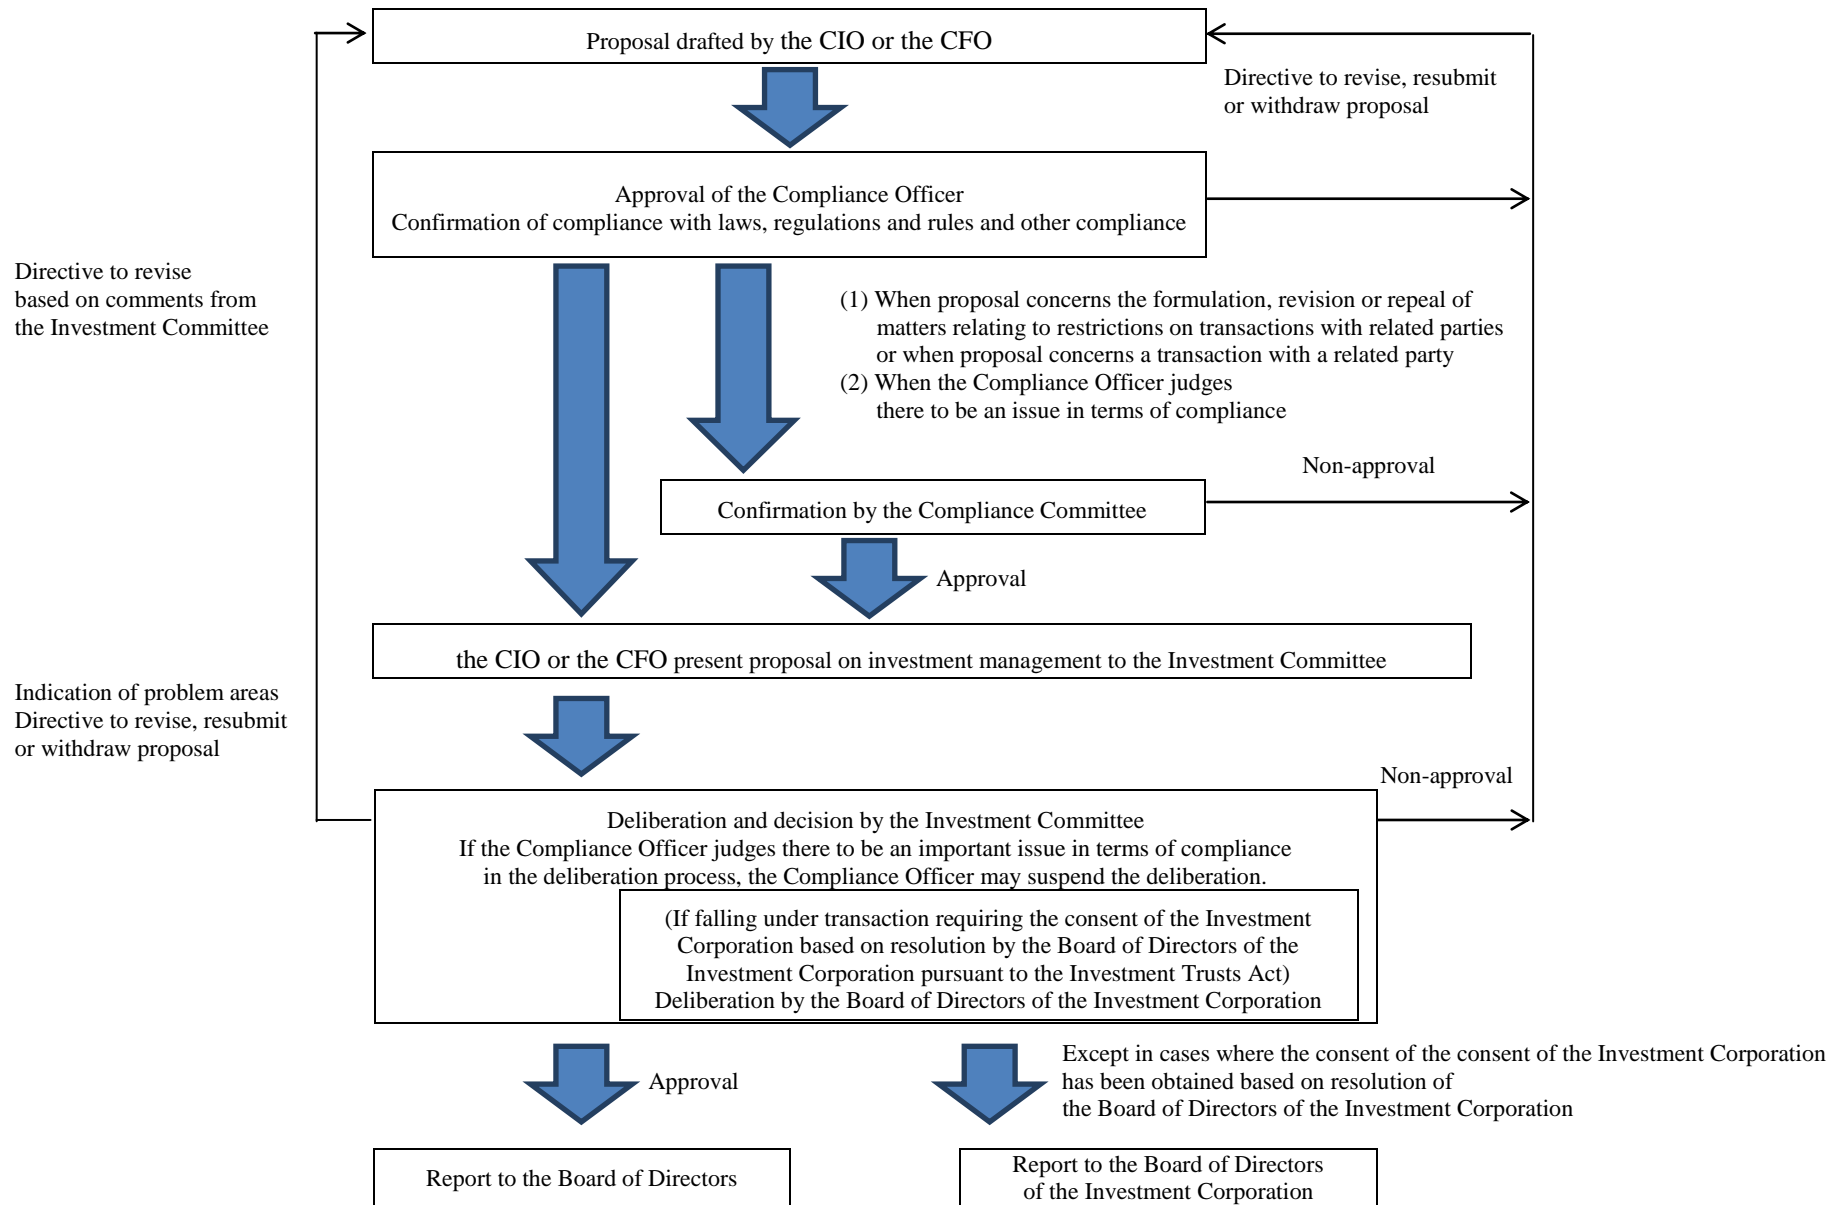 Proposal drafted by the CIO or the CFO
Directive to revise, resubmit
or withdraw proposal
Approval of the Compliance Officer
Confirmation of compliance with laws, regulations and rules and other compliance
Directive to revise
based on comments from
the Investment Committee
(1) When proposal concerns the formulation, revision or repeal of
matters relating to restrictions on transactions with related parties
or when proposal concerns a transaction with a related party
(2) When the Compliance Officer judges
there to be an issue in terms of compliance
Non-approval
Confirmation by the Compliance Committee
Approval
the CIO or the CFO present proposal on investment management to the Investment Committee
Indication of problem areas
Directive to revise, resubmit
or withdraw proposal
Non-approval
Deliberation and decision by the Investment Committee
If the Compliance Officer judges there to be an important issue in terms of compliance
in the deliberation process, the Compliance Officer may suspend the deliberation.
(If falling under transaction requiring the consent of the Investment
Corporation based on resolution by the Board of Directors of the
Investment Corporation pursuant to the Investment Trusts Act)
Deliberation by the Board of Directors of the Investment Corporation
Approval
Except in cases where the consent of the consent of the Investment Corporation
has been obtained based on resolution of
the Board of Directors of the Investment Corporation
Report to the Board of Directors
Report to the Board of Directors
of the Investment Corporation